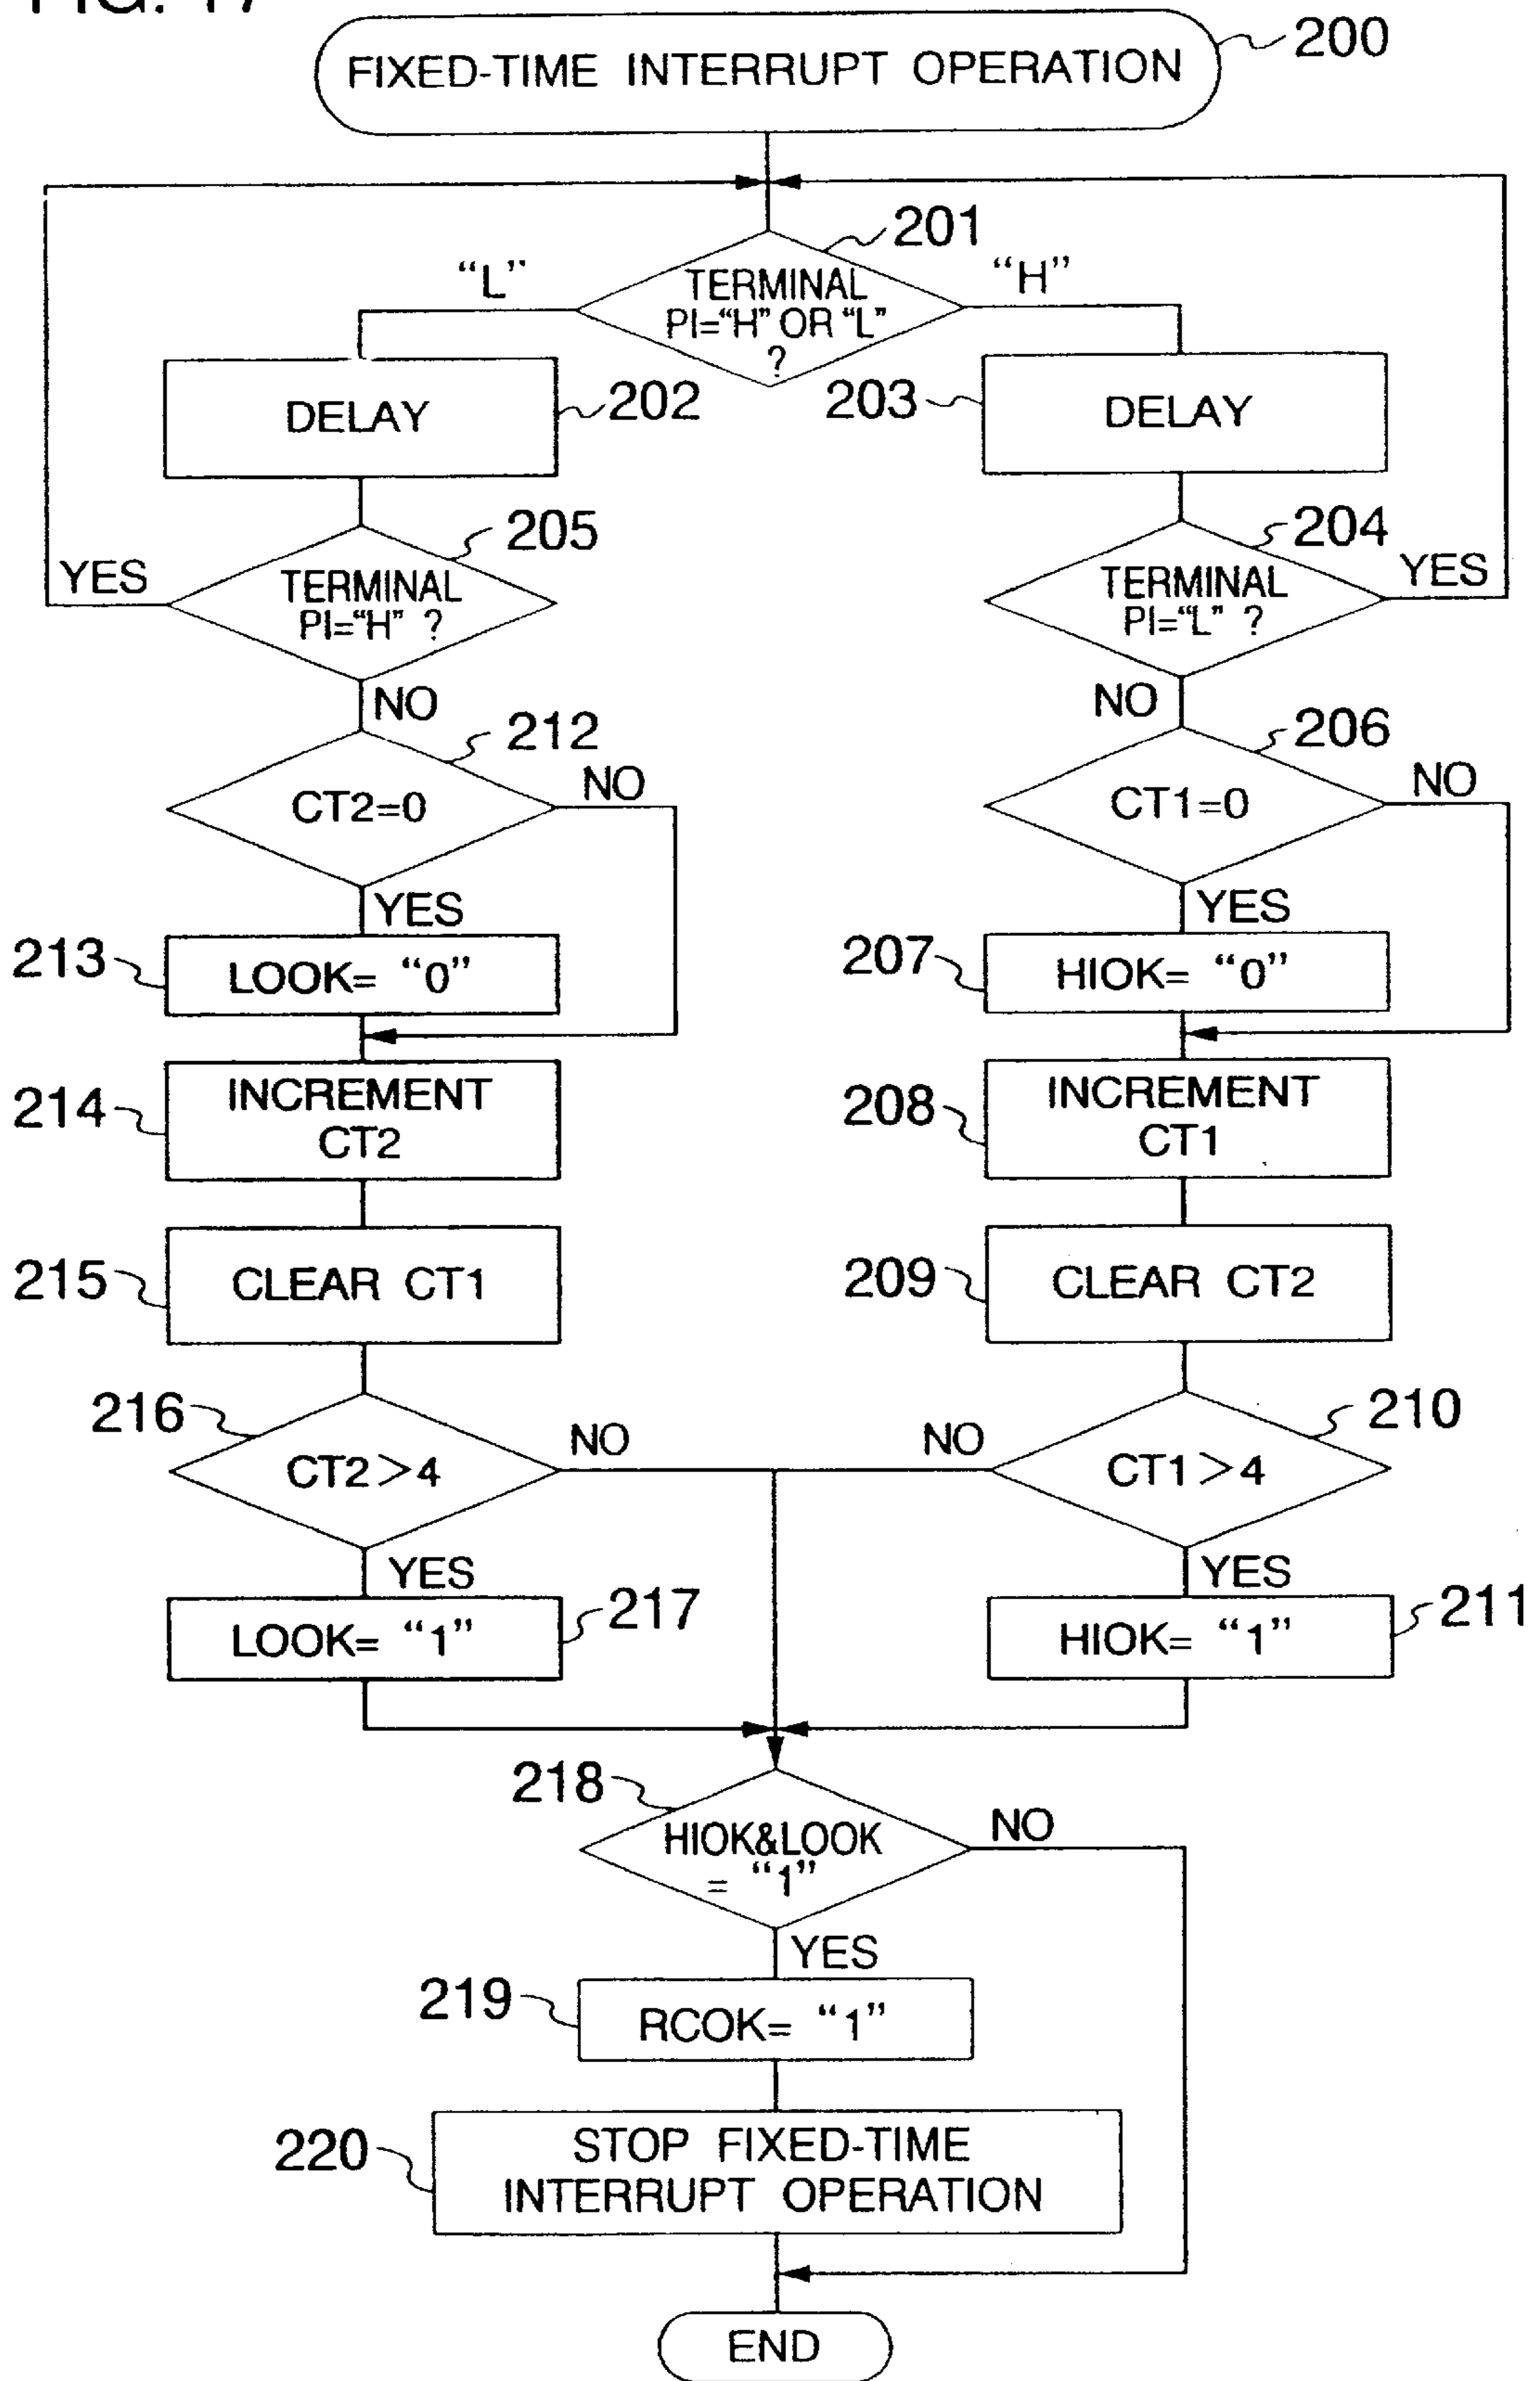 FIG. 17
FIXED-TIME INTERRUPT OPERATION
200
201
"L"
TERMINAL
PI="H" OR "L"
?
"H"
DELAY
202
203
DELAY
205
204
YES
TERMINAL
PI="H" ?
TERMINAL
PI="L" ?
YES
NO
NO
212
206
CT2=0
NO
CT1=0
NO
YES
YES
213
LOOK= "0"
207
HIOK= "0"
214
INCREMENT
CT2
208
INCREMENT
CT1
215
CLEAR CT1
209
CLEAR CT2
216
210
CT2>4
NO
NO
CT1>4
YES
YES
LOOK= "1"
217
HIOK= "1"
211
218
HIOK&LOOK
= "1"
NO
YES
219
RCOK= "1"
220
STOP FIXED-TIME
INTERRUPT OPERATION
END